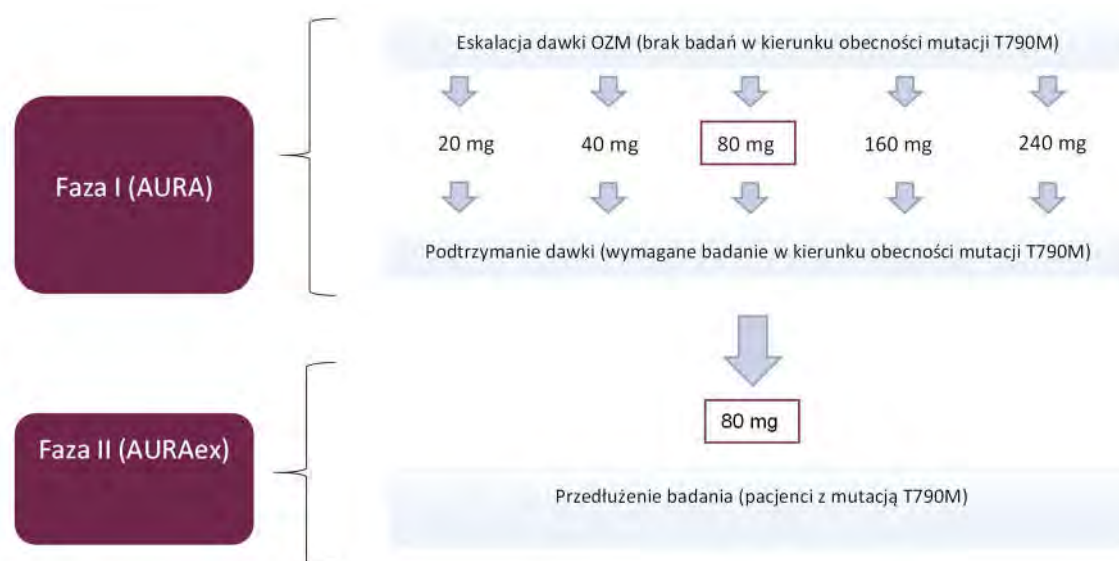 Eskalacja dawki OZM (brak badań w kierunku obecności mutacji T790M)
Faza I (AURA)
20 mg
40 mg
80 mg
160 mg
240 mg
Podtrzymanie dawki (wymagane badanie w kierunku obecności mutacji T790M)
80 mg
Faza II (AURAex)
Przedłużenie badania (pacjenci z mutacją T790M)